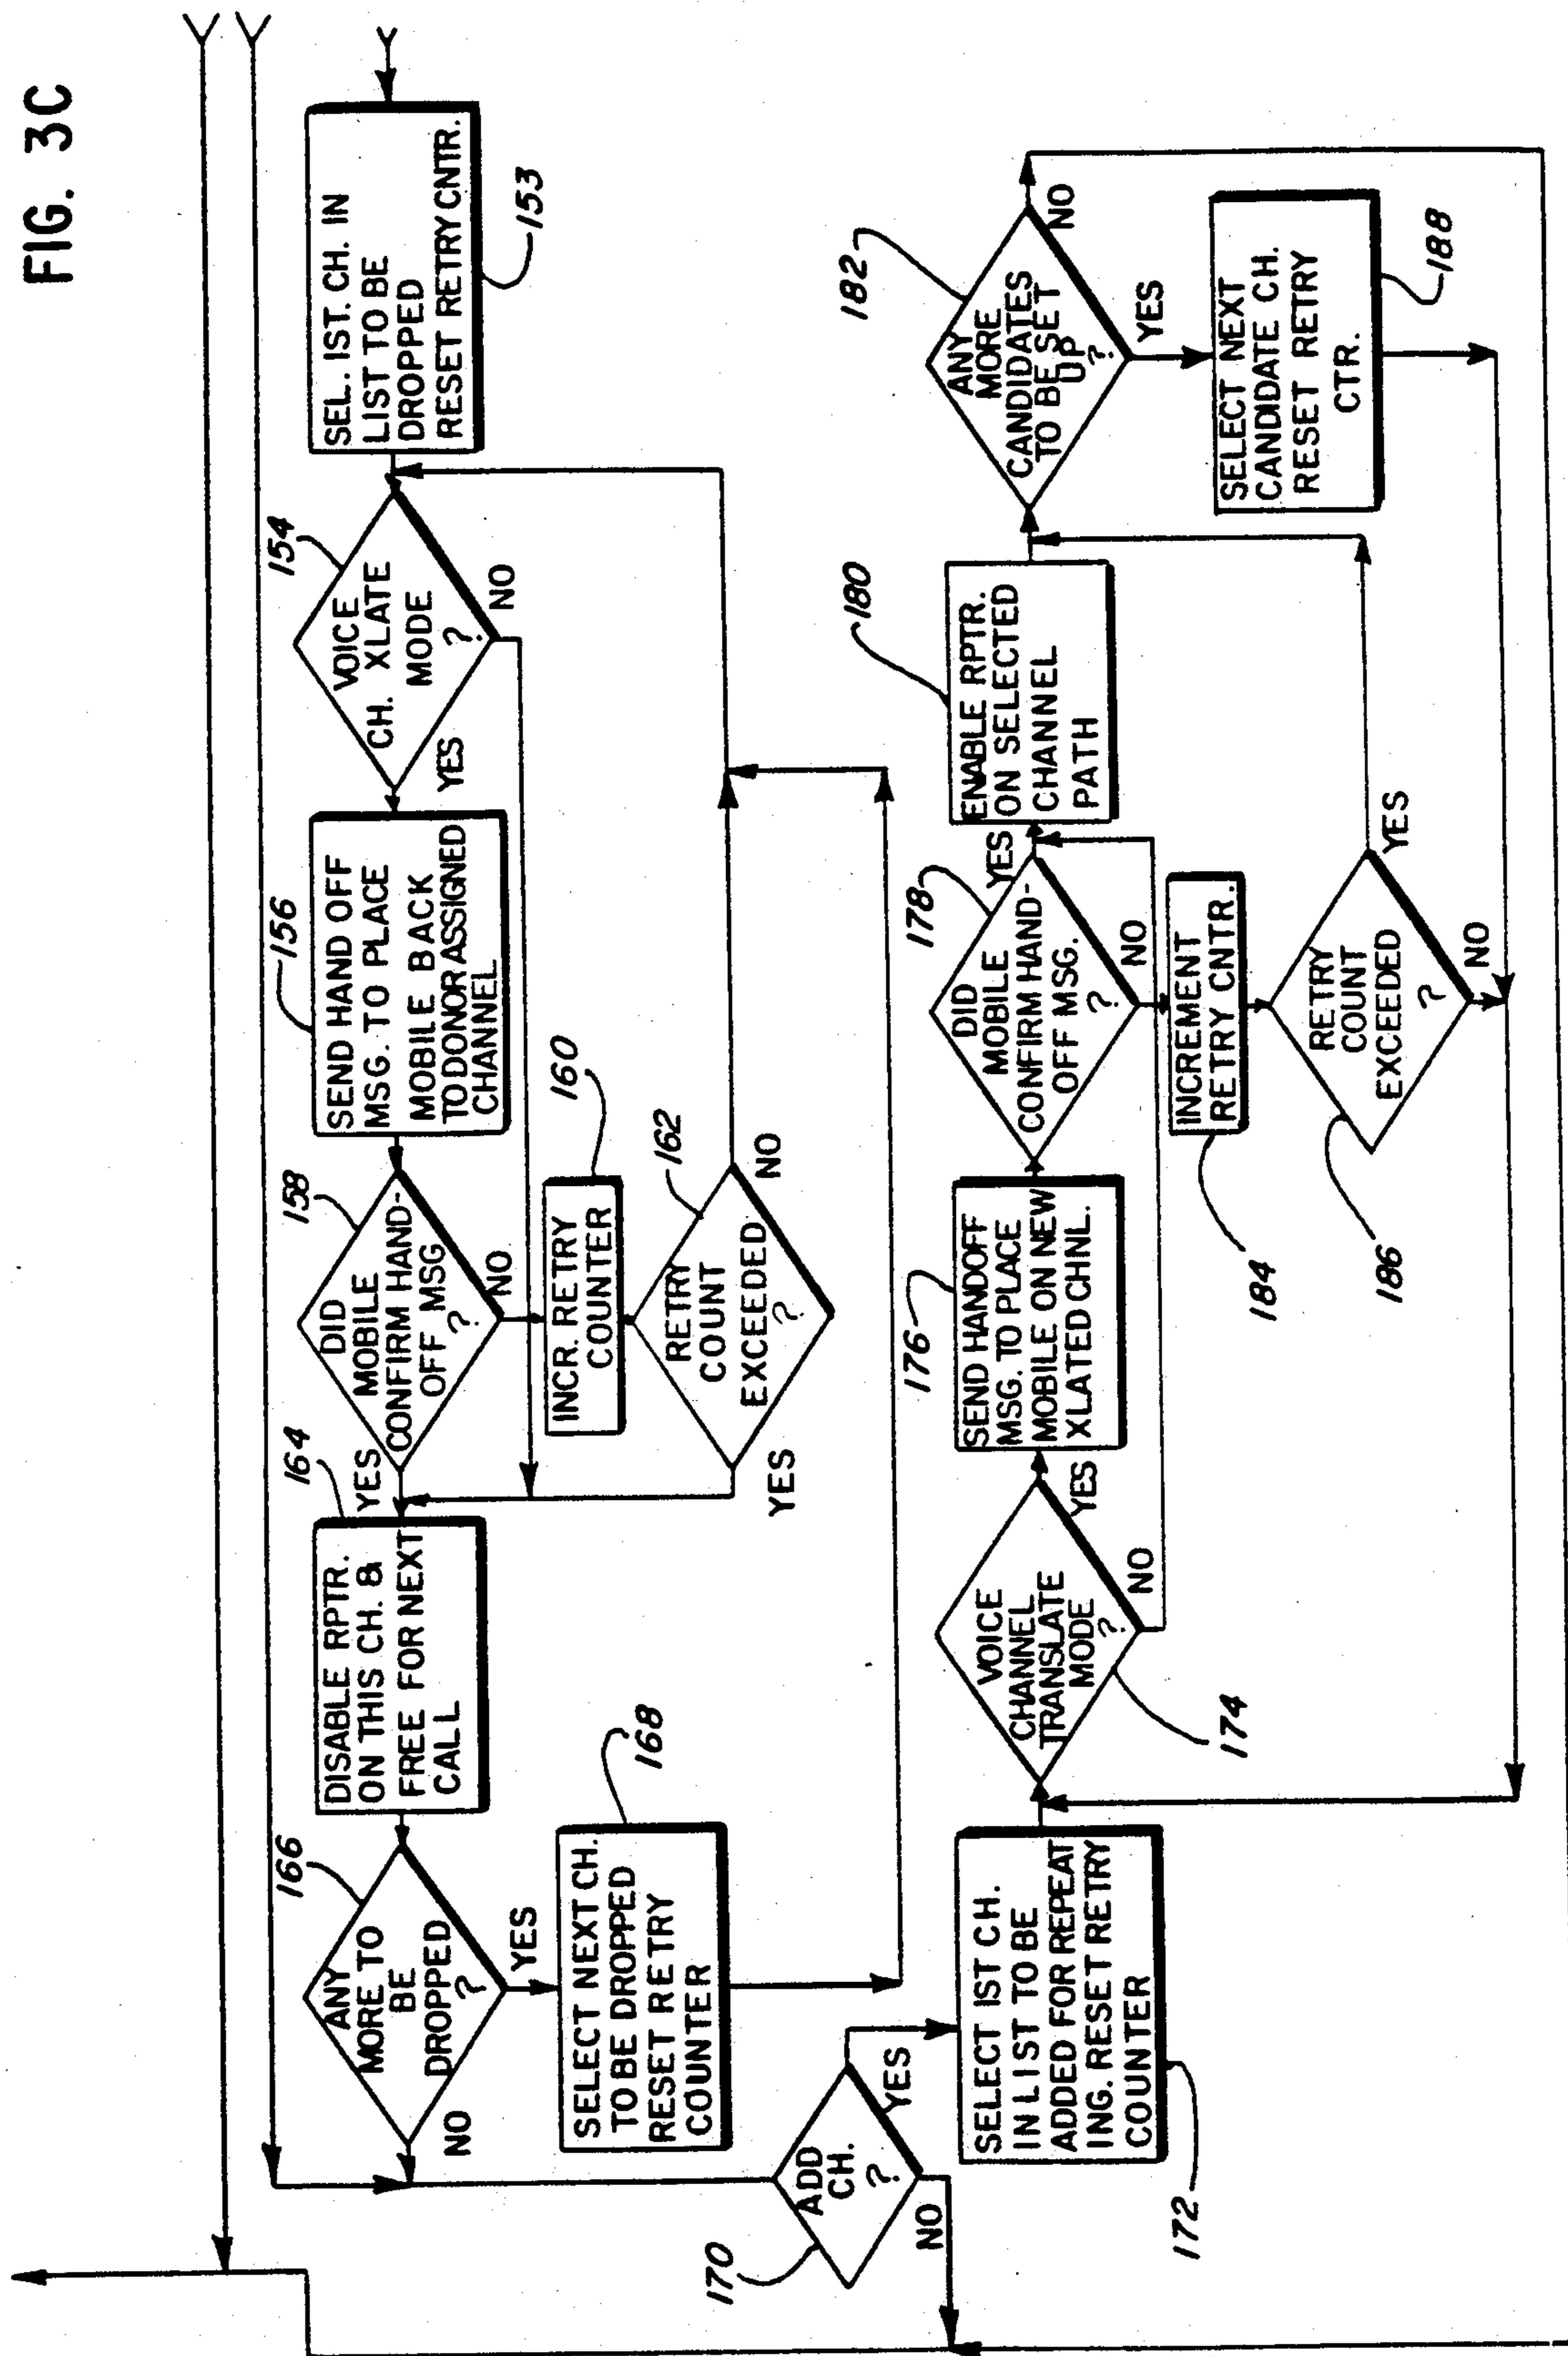 FIG. 3C
SEL. IST. CH. IN
LIST TO BE
DROPPED
RESET RETRY CNTR.
153
154
VOICE
CH. XLATE
MODE
?
NO
YES
156
SEND HAND OFF
MSG. TO PLACE
MOBILE BACK
TO DONOR ASSIGNED
CHANNEL
158
DID
MOBILE
CONFIRM HAND-
OFF MSG
?
NO
YES
160
INCR. RETRY
COUNTER
162
RETRY
COUNT
EXCEEDED
?
NO
YES
164
DISABLE RPTR.
ON THIS CH. &
FREE FOR NEXT
CALL
166
ANY
MORE TO
BE
DROPPED
?
YES
NO
168
SELECT NEXT CH.
TO BE DROPPED
RESET RETRY
COUNTER
170
ADD
CH.
?
YES
NO
172
SELECT IST CH.
IN LIST TO BE
ADDED FOR REPEAT
ING. RESET RETRY
COUNTER
VOICE
CHANNEL
TRANSLATE
MODE
?
174
YES
NO
176
SEND HANDOFF
MSG. TO PLACE
MOBILE ON NEW
XLATED CHNL.
178
DID
MOBILE
CONFIRM HAND-
OFF MSG.
?
YES
NO
180
ENABLE RPTR.
ON SELECTED
CHANNEL
PATH
182
ANY
MORE
CANDIDATES
TO BE SET
UP
?
NO
YES
INCREMENT
RETRY CNTR.
184
RETRY
COUNT
EXCEEDED
?
186
YES
NO
SELECT NEXT
CANDIDATE CH.
RESET RETRY
CTR.
188